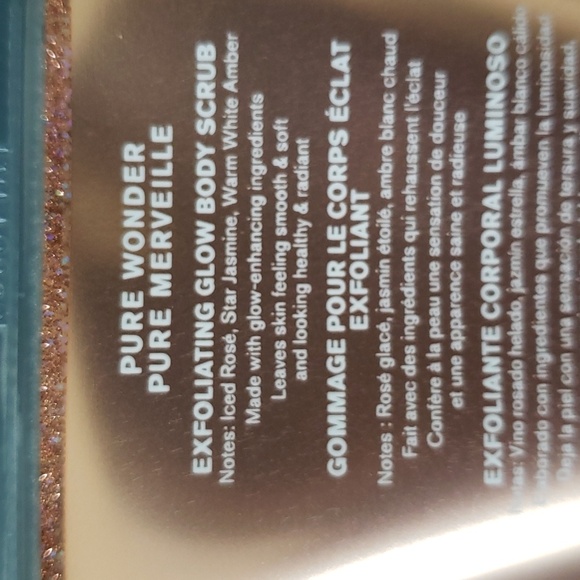 PURE WONDER
PURE MERVEILLE
EXFOLIATING GLOW BODY SCRUB
Notes: Iced Rosé, Star Jasmine, Warm White Amber
Made with glow-enhancing ingredients
Leaves skin feeling smooth & soft
and looking healthy & radiant
GOMMAGE POUR LE CORPS ÉCLAT
EXFOLIANT
Notes : Rosé glacé, jasmin étoilé, ambre blanc chaud
Fait avec des ingrédients qui rehaussent l'éclat
Confère à la peau une sensation de douceur
et une apparence saine et radieuse
EXFOLIANTE CORPORAL LUMINOSO
Notas: Vino rosado helado, jazmín estrella, ámbar blanco cálido
Elaborado con ingredientes que promueven la luminosidad
Deja la piel con una sensación de tersura y suavidad,